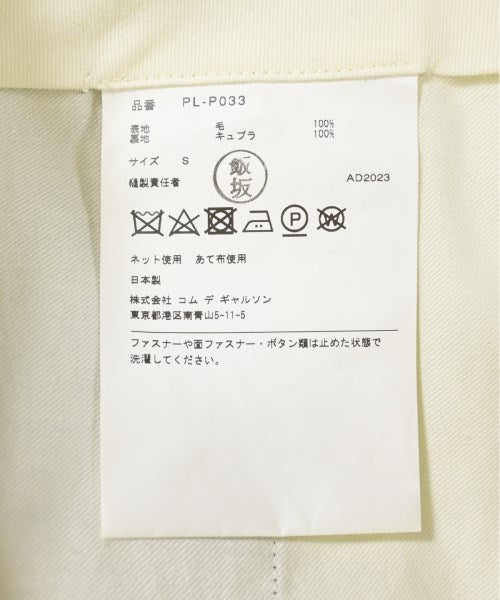 品番 PL-P033
表地 毛 100%
裏地 キュプラ 100%
サイズ S
飯坂
縫製責任者 AD2023
P W
ネット使用 あて布使用
日本製
株式会社 コム デ ギャルソン
東京都港区南青山5-11-5
ファスナーや面ファスナー・ボタン類は止めた状態で
洗濯してください。